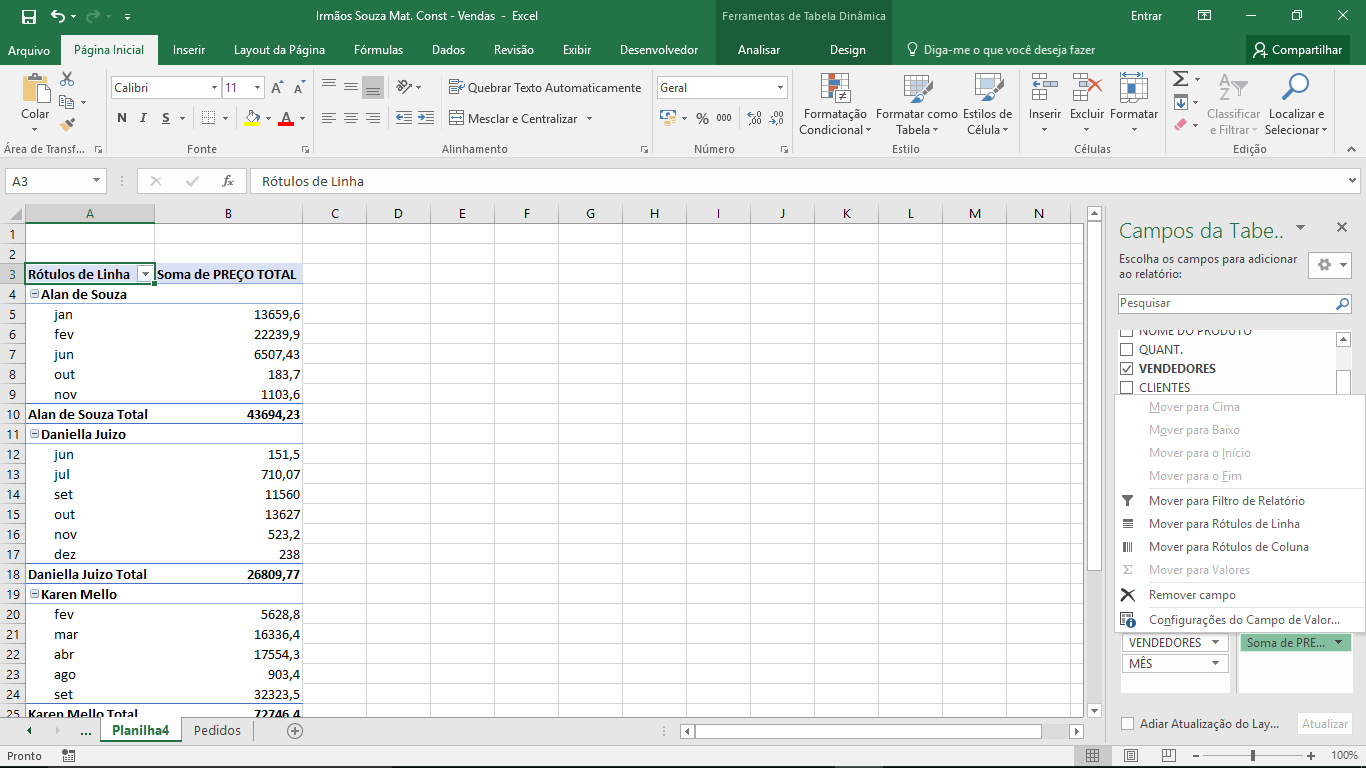 Irmãos Souza Mat. Const - Vendas - Excel
Ferramentas de Tabela Dinâmica
Entrar
Arquivo Página Inicial Inserir Layout da Página Fórmulas Dados Revisão Exibir Desenvolvedor Analisar Design Diga-me o que você deseja fazer Compartilhar
Colar
Área de Transf...
Calibri 11
N I S A A A
Fonte
Quebrar Texto Automaticamente
Mesclar e Centralizar
Alinhamento
Geral
% 000
Número
Formatação Condicional
Formatar como Tabela
Estilos de Célula
Estilo
Inserir Excluir Formatar
Células
Classificar e Filtrar
Localizar e Selecionar
Edição
A3 fx Rótulos de Linha
A B C D E F G H I J K L M N
1
2
3 Rótulos de Linha Soma de PREÇO TOTAL
4 Alan de Souza
5 jan 13659,6
6 fev 22239,9
7 jun 6507,43
8 out 183,7
9 nov 1103,6
10 Alan de Souza Total 43694,23
11 Daniella Juizo
12 jun 151,5
13 jul 710,07
14 set 11560
15 out 13627
16 nov 523,2
17 dez 238
18 Daniella Juizo Total 26809,77
19 Karen Mello
20 fev 5628,8
21 mar 16336,4
22 abr 17554,3
23 ago 903,4
24 set 32323,5
25 Karen Mello Total 72746,4
Campos da Tabe..
Escolha os campos para adicionar
ao relatório:
Pesquisar
NOME DO PRODUTO
QUANT.
VENDEDORES
CLIENTES
Mover para Cima
Mover para Baixo
Mover para o Início
Mover para o Fim
Mover para Filtro de Relatório
Mover para Rótulos de Linha
Mover para Rótulos de Coluna
Mover para Valores
Remover campo
Configurações do Campo de Valor...
VENDEDORES Soma de PRE...
MÊS
Adiar Atualização do Lay... Atualizar
... Planilha4 Pedidos
Pronto 100%